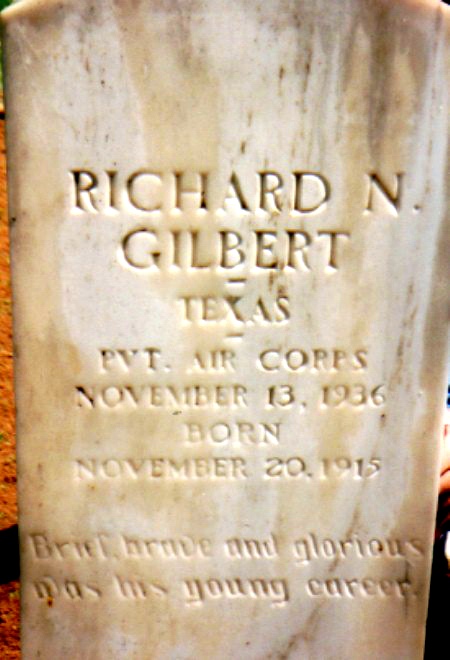 RICHARD N.
GILBERT
–
TEXAS
–
PVT. AIR CORPS
NOVEMBER 13, 1936
BORN
NOVEMBER 20, 1915
Brief, brave and glorious
was his young career.